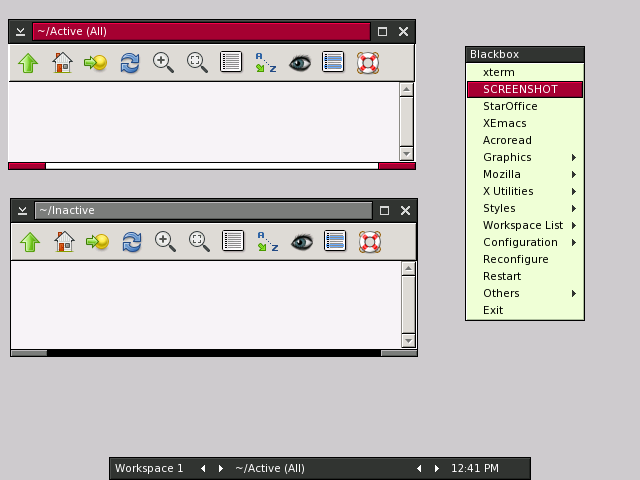 ~/Active (All)
A
Z
~/Inactive
A
Z
Blackbox
xterm
SCREENSHOT
StarOffice
XEmacs
Acroread
Graphics
Mozilla
X Utilities
Styles
Workspace List
Configuration
Reconfigure
Restart
Others
Exit
Workspace 1
~/Active (All)
12:41 PM